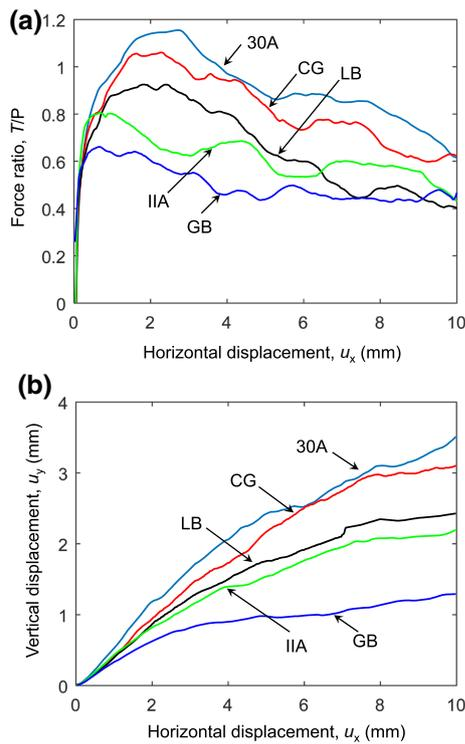 (a)
1.2
1
0.8
0.6
0.4
0.2
0
Force ratio, T/P
30A
CG
LB
IIA
GB
0 2 4 6 8 10
Horizontal displacement, ux (mm)
(b)
4
3
2
1
0
Vertical displacement, uy (mm)
30A
CG
LB
IIA
GB
0 2 4 6 8 10
Horizontal displacement, ux (mm)